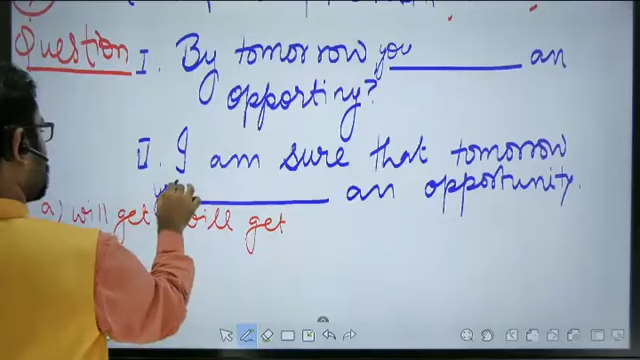 Question I. By tomorrow you ________ an
opportiny?
II. I am sure that tomorrow
________ an opportunity.
a) will get will get